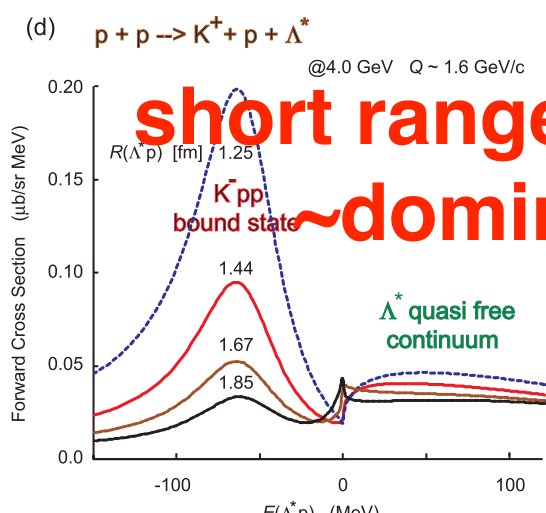 (d)
p + p --> K+ + p + Λ*
@4.0 GeV Q ~ 1.6 GeV/c
0.20
short range
R(Λ*p) [fm] 1.25
0.15
K-pp
bound state
~domin
0.10
1.44
Λ* quasi free
continuum
1.67
0.05
1.85
0.0
-100 0 100
E(Λ*p) (MeV)
Forward Cross Section (μb/sr MeV)